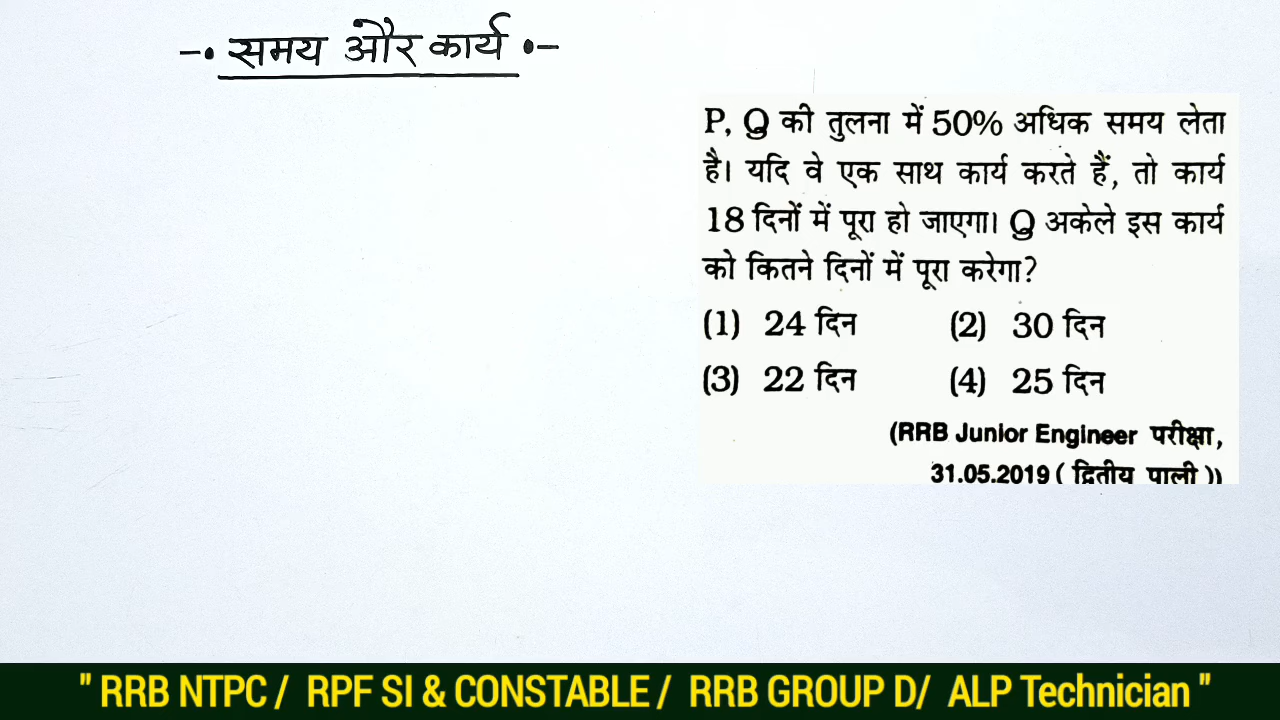 -• समय और कार्य •-
P, Q की तुलना में 50% अधिक समय लेता
है। यदि वे एक साथ कार्य करते हैं, तो कार्य
18 दिनों में पूरा हो जाएगा। Q अकेले इस कार्य
को कितने दिनों में पूरा करेगा?
(1) 24 दिन (2) 30 दिन
(3) 22 दिन (4) 25 दिन
(RRB Junior Engineer परीक्षा,
31.05.2019 ( द्वितीय पाली ))
" RRB NTPC / RPF SI & CONSTABLE / RRB GROUP D/ ALP Technician "